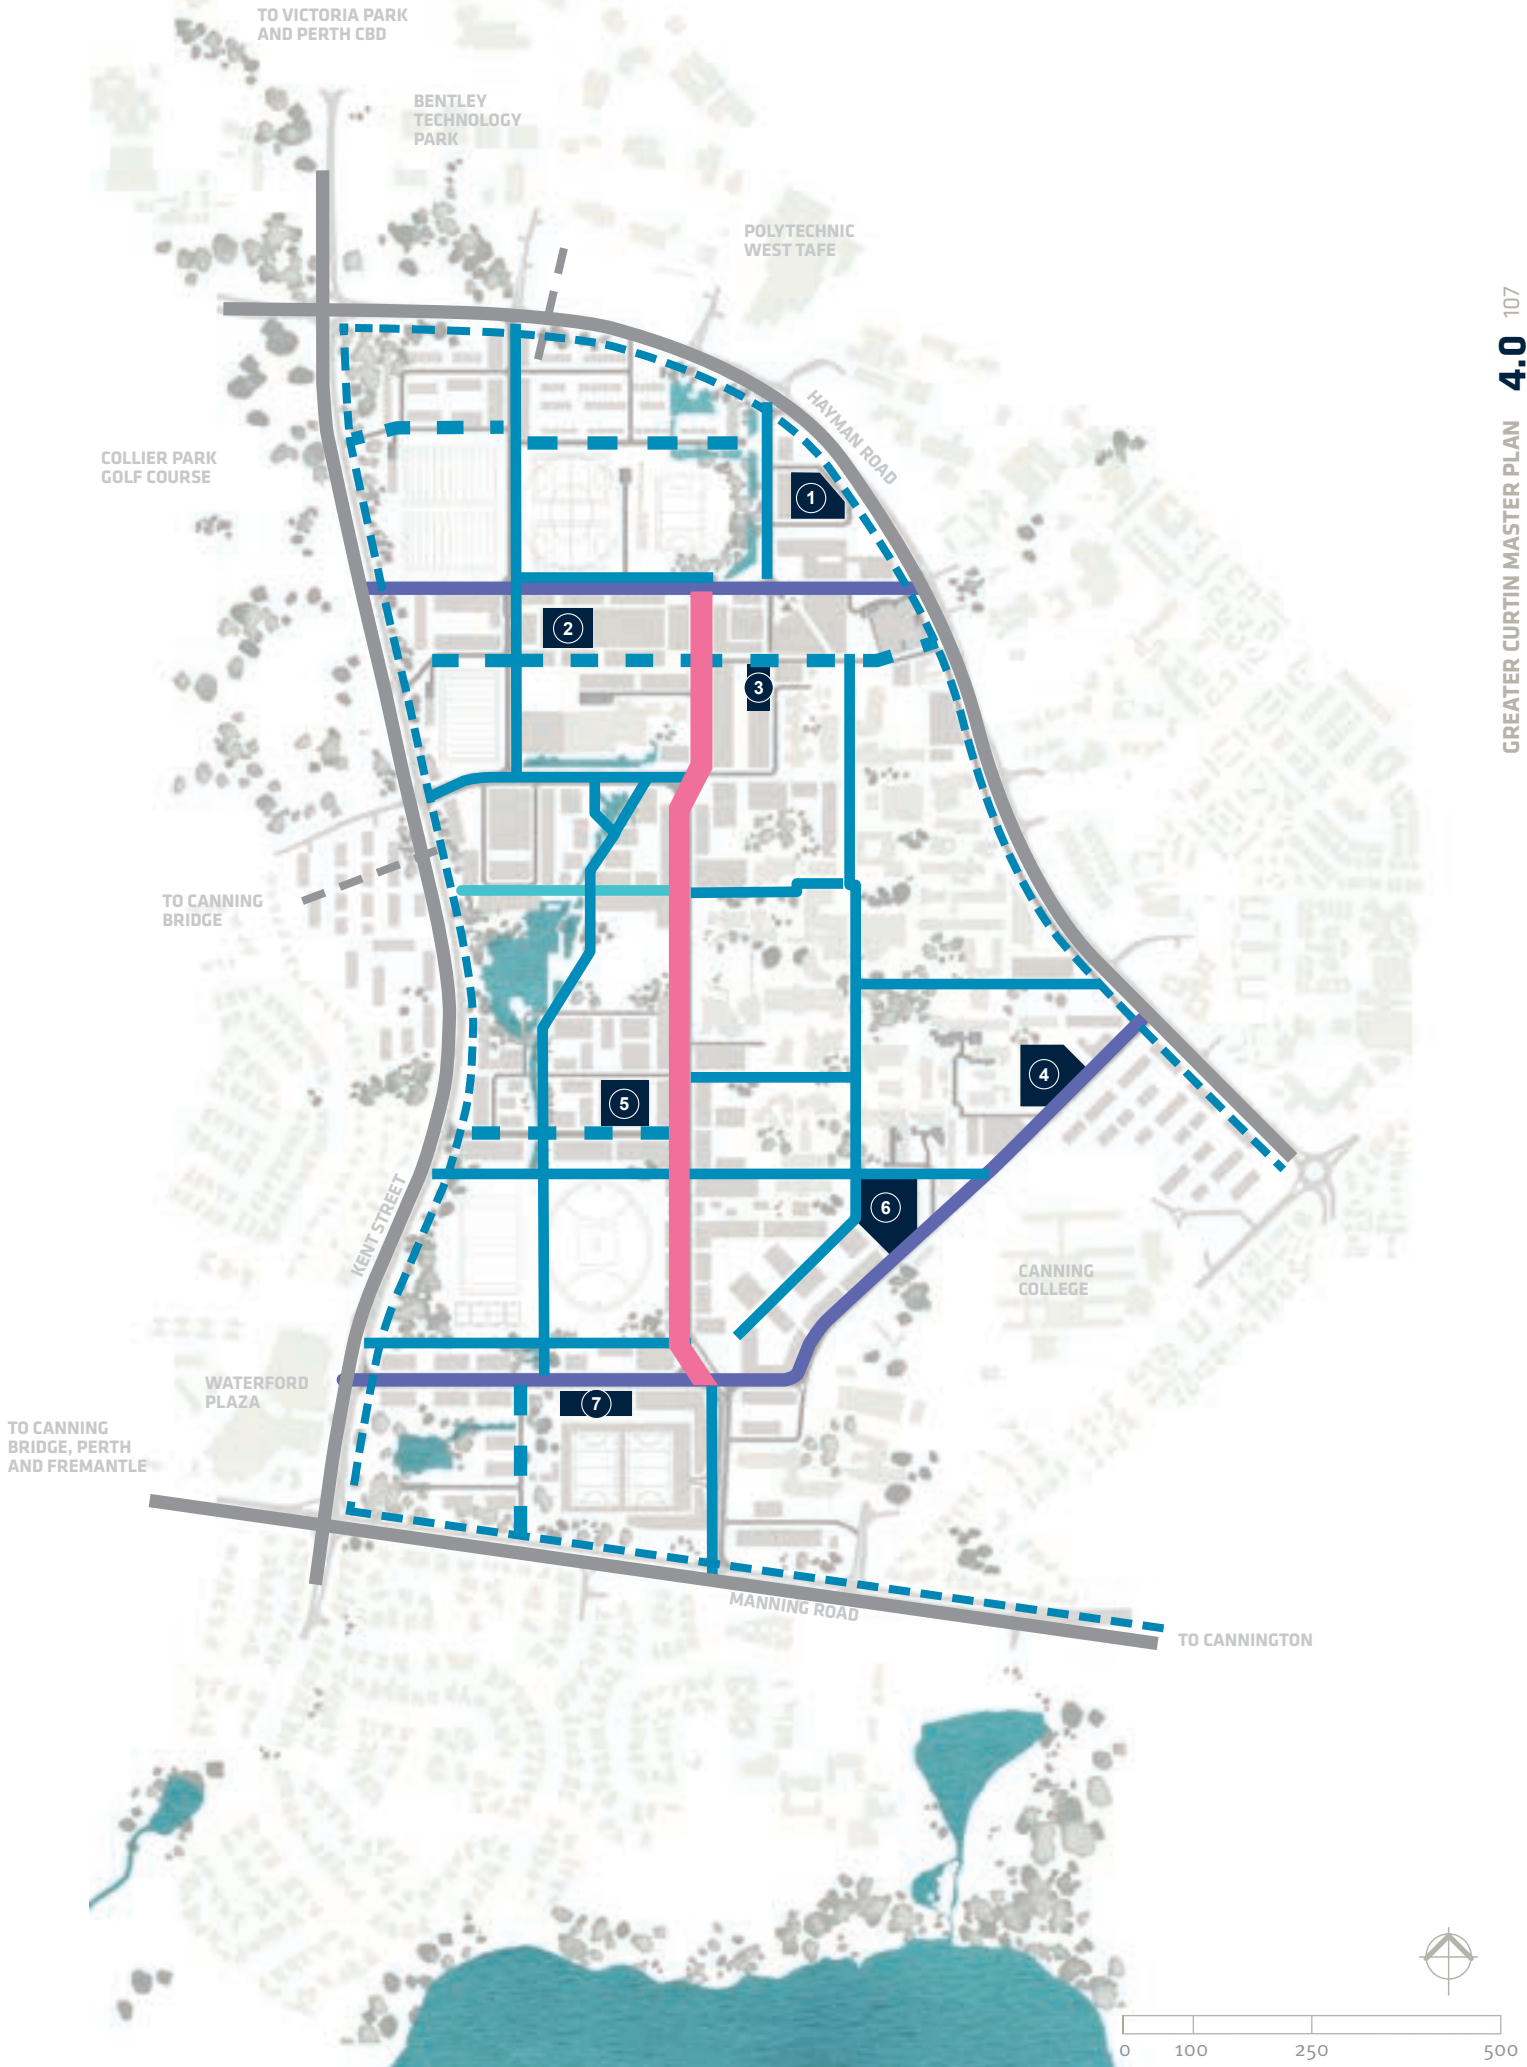 TO VICTORIA PARK
AND PERTH CBD
BENTLEY
TECHNOLOGY
PARK
POLYTECHNIC
WEST TAFE
HAYMAN ROAD
COLLIER PARK
GOLF COURSE
1
2
3
TO CANNING
BRIDGE
4
5
6
KENT STREET
CANNING
COLLEGE
WATERFORD
PLAZA
7
TO CANNING
BRIDGE, PERTH
AND FREMANTLE
MANNING ROAD
TO CANNINGTON
GREATER CURTIN MASTER PLAN 4.0 107
0 100 250 500